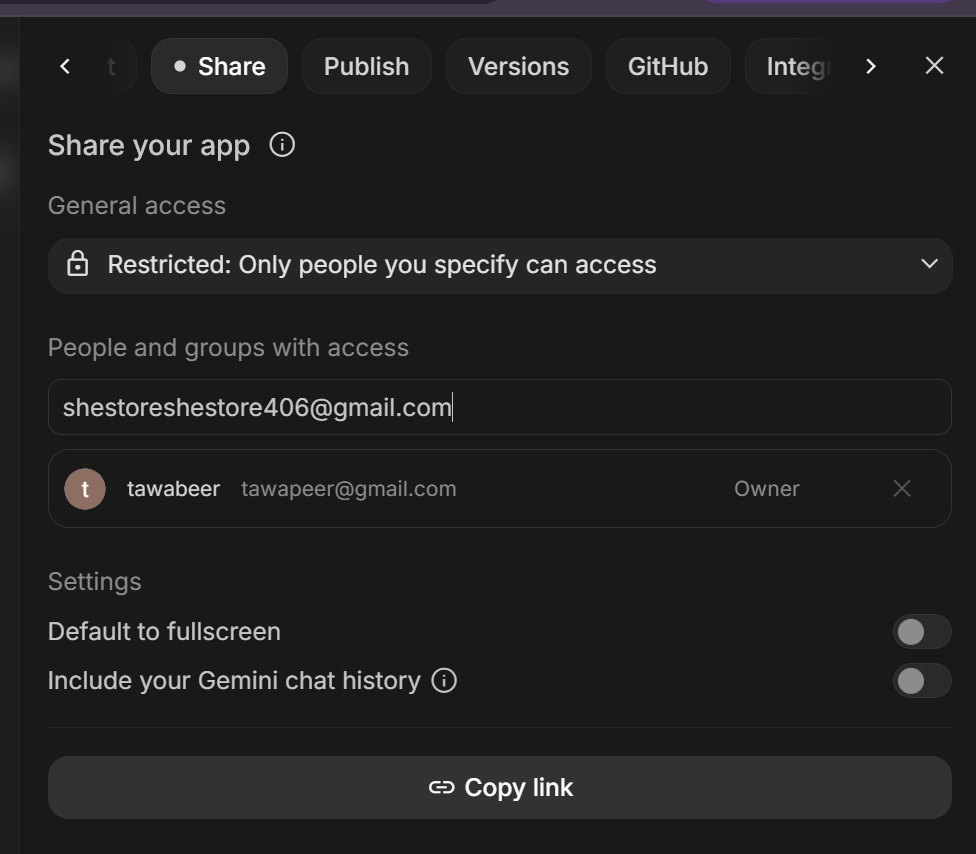 Share Publish Versions GitHub
Share your app
General access
Restricted: Only people you specify can access
People and groups with access
shestoreshestore406@gmail.com
t tawabeer tawapeer@gmail.com Owner
Settings
Default to fullscreen
Include your Gemini chat history
Copy link